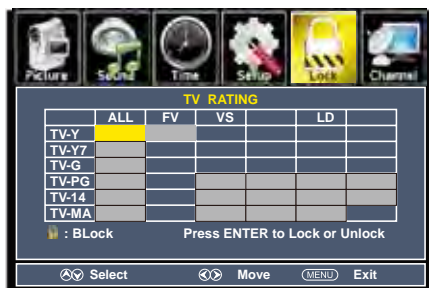 Picture Sound Time Setup Lock Channel
TV RATING
ALL FV VS LD
TV-Y
TV-Y7
TV-G
TV-PG
TV-14
TV-MA
: BLock Press ENTER to Lock or Unlock
Select Move MENU Exit